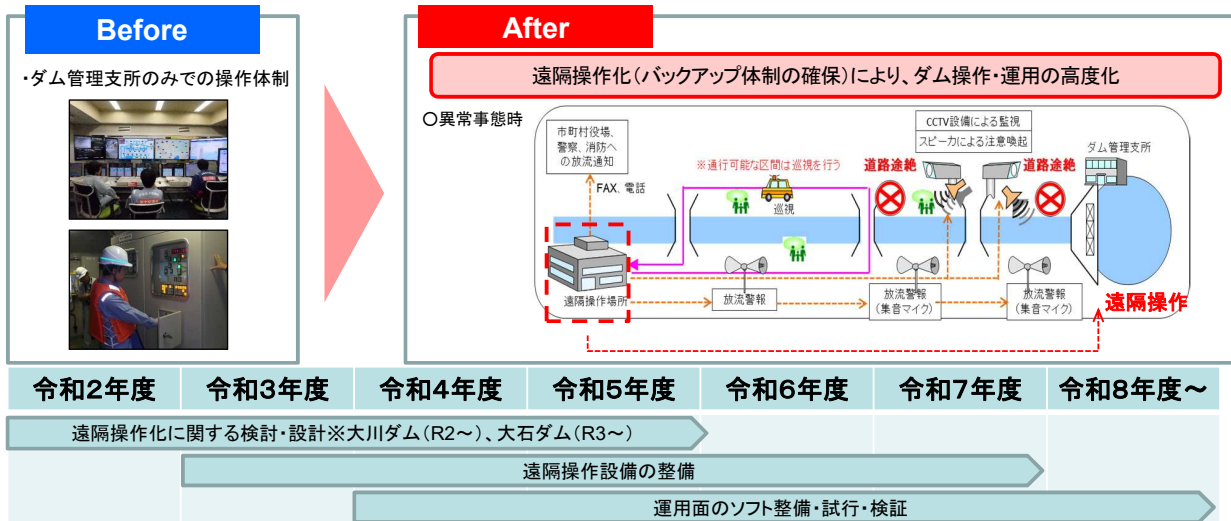 Before
・ダム管理支所のみでの操作体制
After
遠隔操作化(バックアップ体制の確保)により、ダム操作・運用の高度化
〇異常事態時
市町村役場、
警察、消防へ
の放流通知
FAX、電話
※通行可能な区間は巡視を行う
巡視
CCTV設備による監視
スピーカによる注意喚起
道路途絶
道路途絶
ダム管理支所
遠隔操作場所
放流警報
放流警報
(集音マイク)
放流警報
(集音マイク)
遠隔操作
令和2年度
令和3年度
令和4年度
令和5年度
令和6年度
令和7年度
令和8年度～
遠隔操作化に関する検討・設計※大川ダム(R2～)、大石ダム(R3～)
遠隔操作設備の整備
運用面のソフト整備・試行・検証